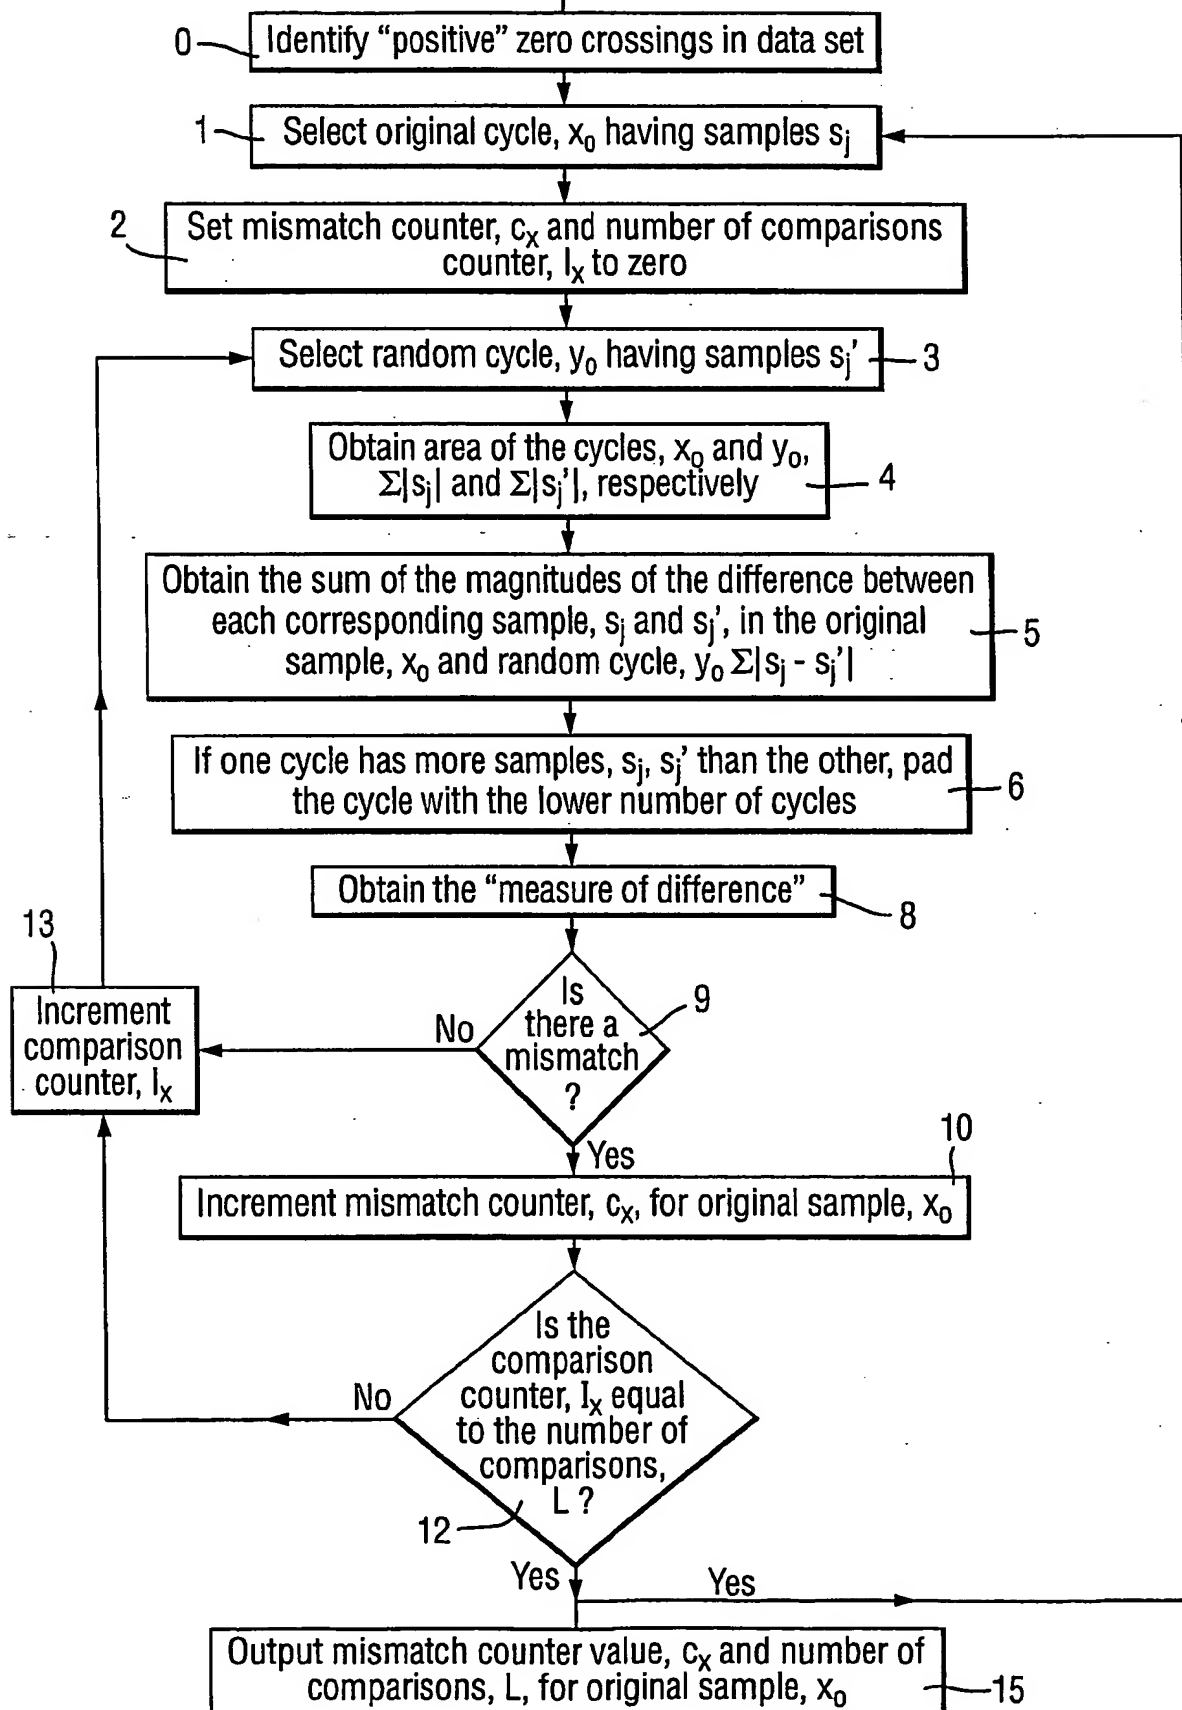 0
Identify “positive” zero crossings in data set
1
Select original cycle, x₀ having samples sⱼ
2
Set mismatch counter, cₓ and number of comparisons
counter, Iₓ to zero
Select random cycle, y₀ having samples sⱼ’
3
Obtain area of the cycles, x₀ and y₀,
Σ|sⱼ| and Σ|sⱼ’|, respectively
4
Obtain the sum of the magnitudes of the difference between
each corresponding sample, sⱼ and sⱼ’, in the original
sample, x₀ and random cycle, y₀ Σ|sⱼ - sⱼ’|
5
If one cycle has more samples, sⱼ, sⱼ’ than the other, pad
the cycle with the lower number of cycles
6
Obtain the “measure of difference”
8
13
Increment
comparison
counter, Iₓ
No
Is
there a
mismatch
?
9
Yes
10
Increment mismatch counter, cₓ, for original sample, x₀
No
Is the
comparison
counter, Iₓ equal
to the number of
comparisons,
L ?
12
Yes
Yes
Output mismatch counter value, cₓ and number of
comparisons, L, for original sample, x₀
15